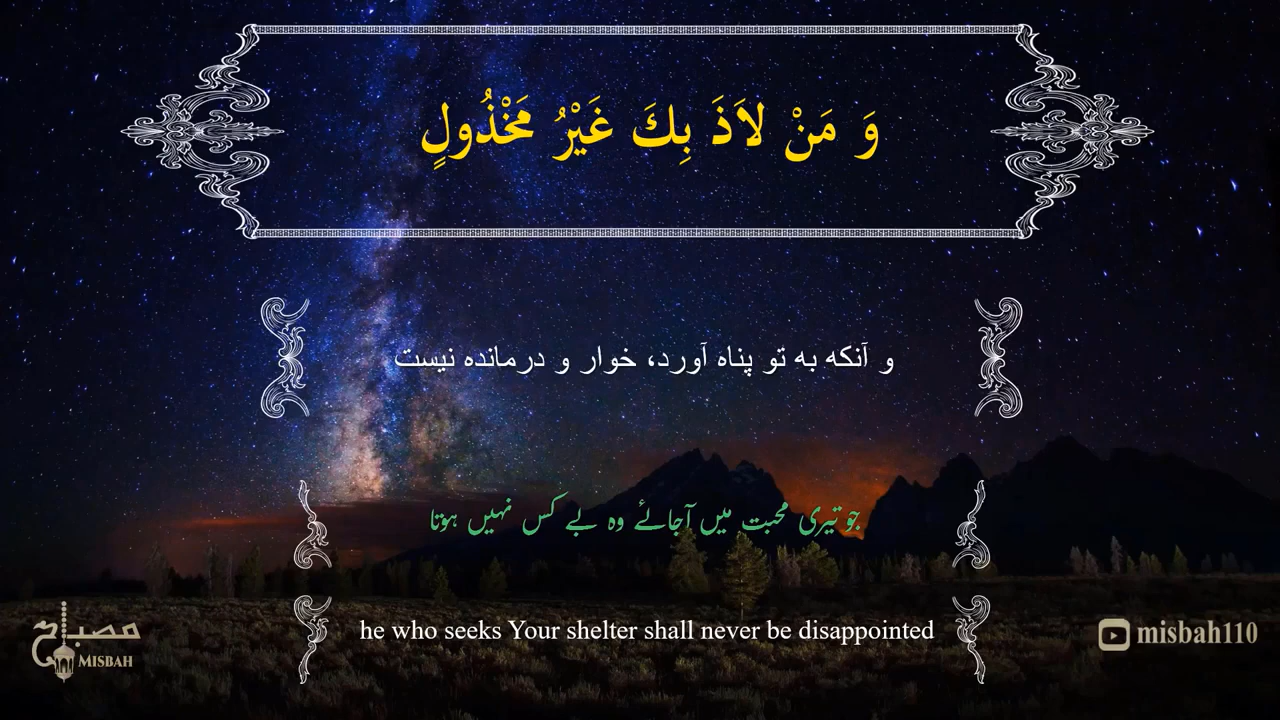 وَ مَنْ لاَذَ بِكَ غَيْرُ مَخْذُولٍ
و آنکه به تو پناه آورد، خوار و درمانده نیست
جو تیری محبت میں آجائے وہ بے کس نہیں ہوتا
he who seeks Your shelter shall never be disappointed
مصباح
MISBAH
misbah110